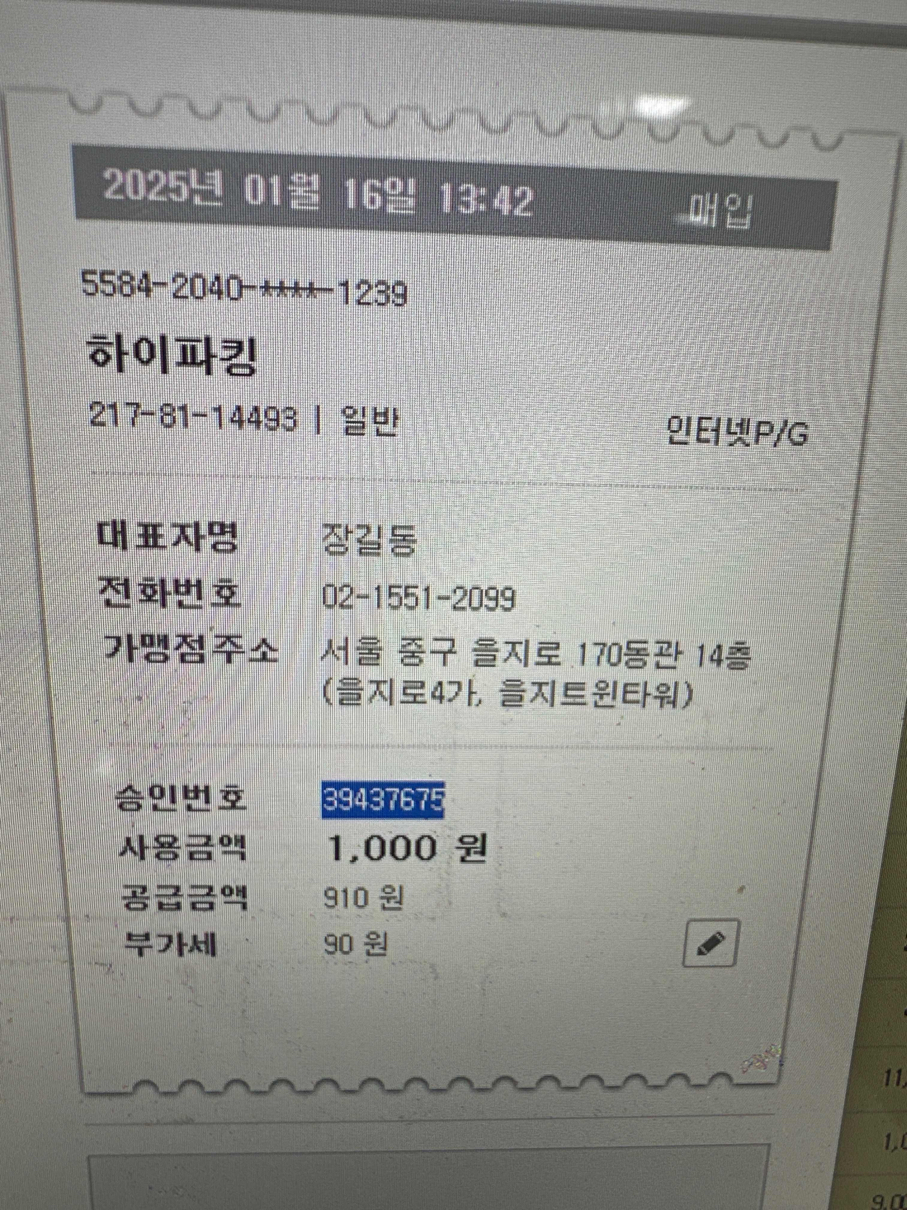 2025년 01월 16일 13:42 매입
5584-2040-****-1239
하이파킹
217-81-14493 | 일반 인터넷P/G
대표자명 장길동
전화번호 02-1551-2099
가맹점주소 서울 중구 을지로 170동관 14층
(을지로4가, 을지트윈타워)
승인번호 39437675
사용금액 1,000 원
공급금액 910 원
부가세 90 원
11,